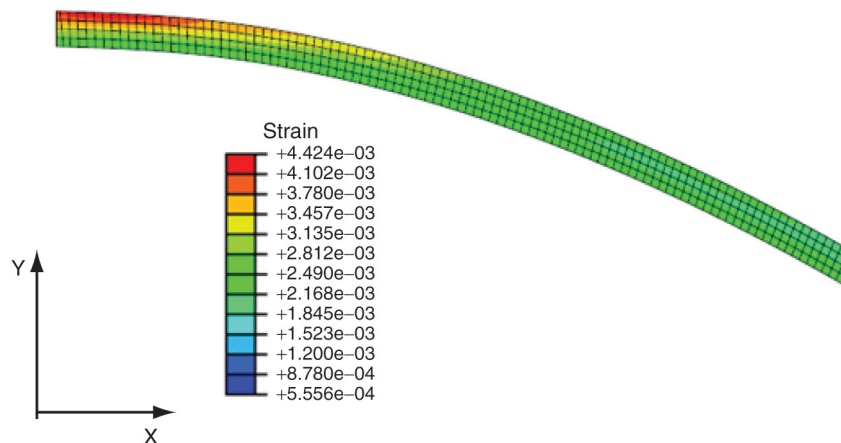 Strain
+4.424e–03
+4.102e–03
+3.780e–03
+3.457e–03
+3.135e–03
+2.812e–03
+2.490e–03
+2.168e–03
+1.845e–03
+1.523e–03
+1.200e–03
+8.780e–04
+5.556e–04
Y
X